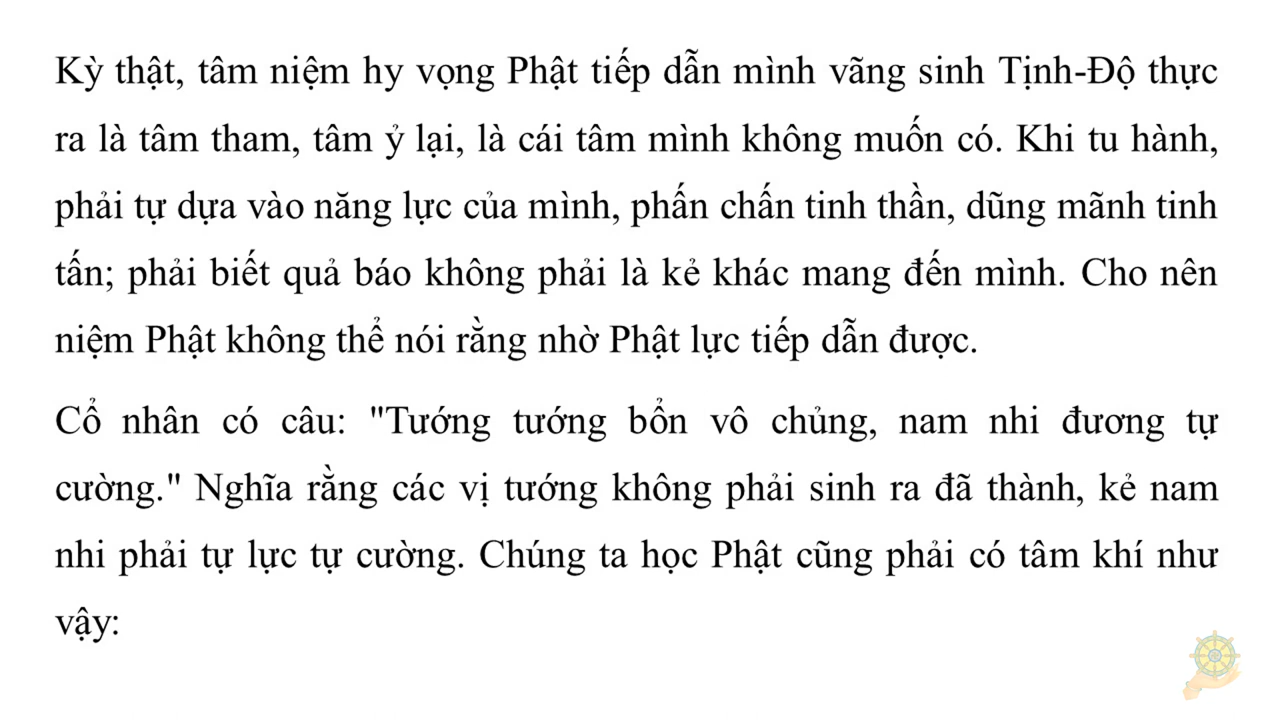 Kỳ thật, tâm niệm hy vọng Phật tiếp dẫn mình vãng sinh Tịnh-Độ thực
ra là tâm tham, tâm ỷ lại, là cái tâm mình không muốn có. Khi tu hành,
phải tự dựa vào năng lực của mình, phấn chấn tinh thần, dũng mãnh tinh
tấn; phải biết quả báo không phải là kẻ khác mang đến mình. Cho nên
niệm Phật không thể nói rằng nhờ Phật lực tiếp dẫn được.
Cổ nhân có câu: "Tướng tướng bổn vô chủng, nam nhi đương tự
cường." Nghĩa rằng các vị tướng không phải sinh ra đã thành, kẻ nam
nhi phải tự lực tự cường. Chúng ta học Phật cũng phải có tâm khí như
vậy: